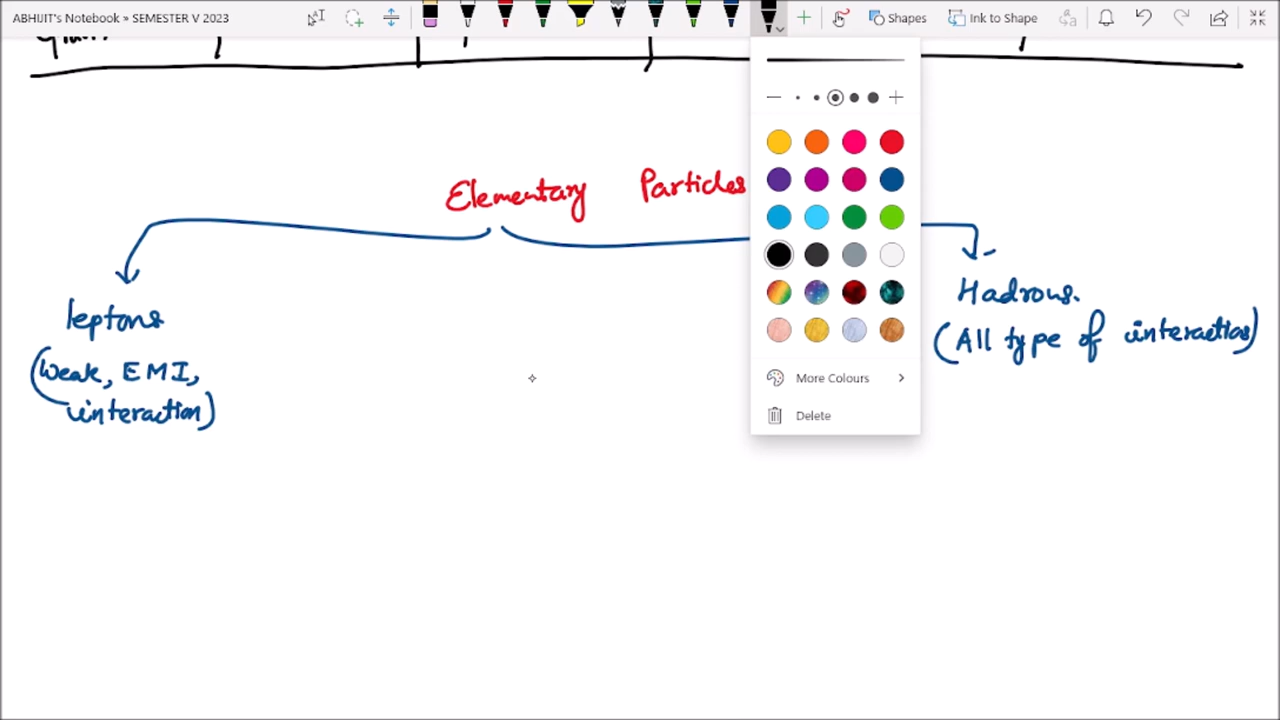 ABHIJIT's Notebook » SEMESTER V 2023
Shapes
Ink to Shape
Elementary Particles
leptons
(Weak, EMI,
interaction)
Hadrons.
(All type of interaction)
More Colours
Delete